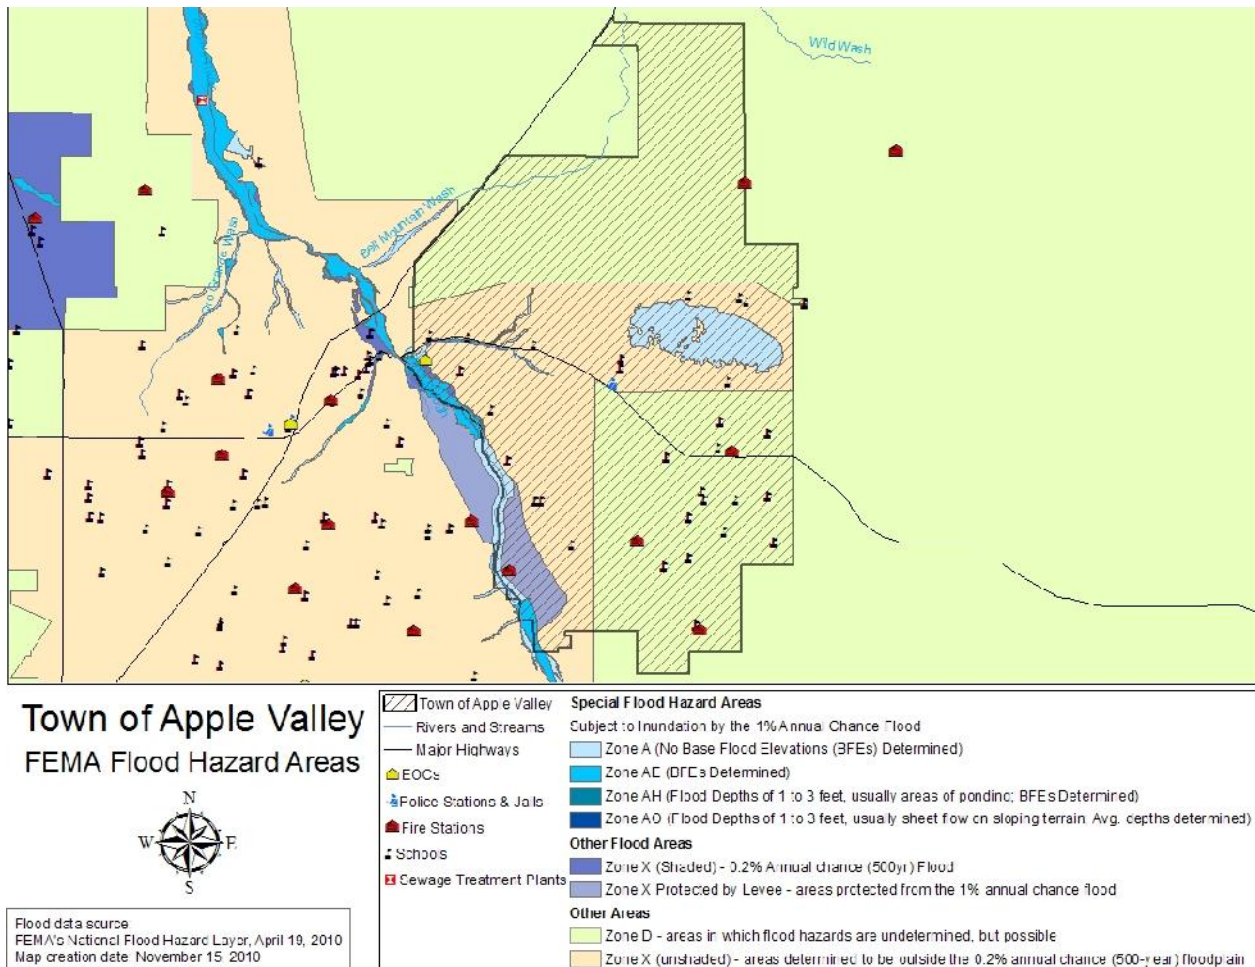 Wild Wash
Bell Mountain Wash
Oro Grande Wash
Town of Apple Valley
FEMA Flood Hazard Areas
N
W E
S
Flood data source
FEMA's National Flood Hazard Layer, April 19, 2010
Map creation date November 15 2010
Town of Apple Valley
Rivers and Streams
Major Highways
EOCs
Police Stations & Jails
Fire Stations
Schools
Sewage Treatment Plants
Special Flood Hazard Areas
Subject to Inundation by the 1% Annual Chance Flood
Zone A (No Base Flood Elevations (BFEs) Determined)
Zone AE (BFEs Determined)
Zone AH (Flood Depths of 1 to 3 feet, usually areas of ponding; BFEs Determined)
Zone AO (Flood Depths of 1 to 3 feet, usually sheet flow on sloping terrain Avg. depths determined)
Other Flood Areas
Zone X (Shaded) - 0.2% Annual chance (500yr) Flood
Zone X Protected by Levee - areas protected from the 1% annual chance flood
Other Areas
Zone D - areas in which flood hazards are undetermined, but possible
Zone X (unshaded) - areas determined to be outside the 0.2% annual chance (500-year) floodplain